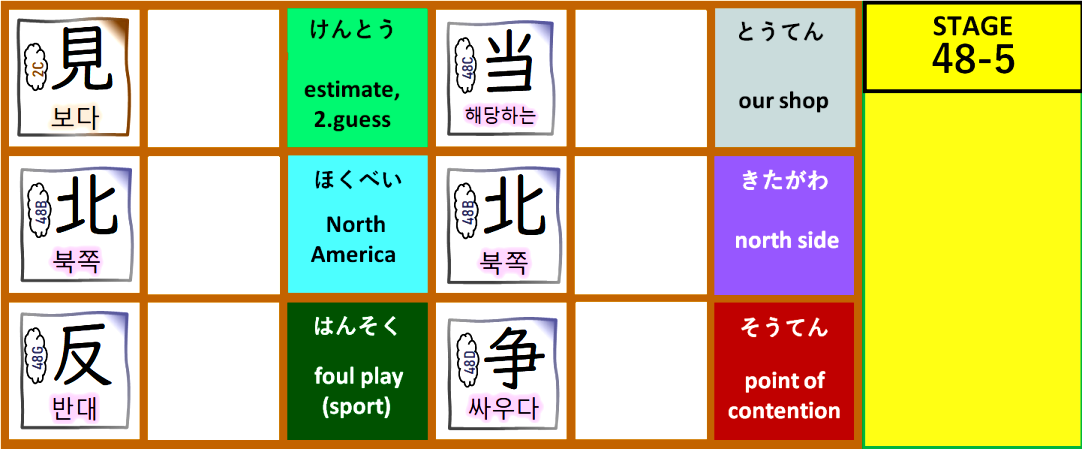 2C
見
보다
けんとう
estimate,
2.guess
48C
当
해당하는
とうてん
our shop
STAGE
48-5
48B
北
북쪽
ほくべい
North
America
48B
北
북쪽
きたがわ
north side
48G
反
반대
はんそく
foul play
(sport)
48D
争
싸우다
そうてん
point of
contention